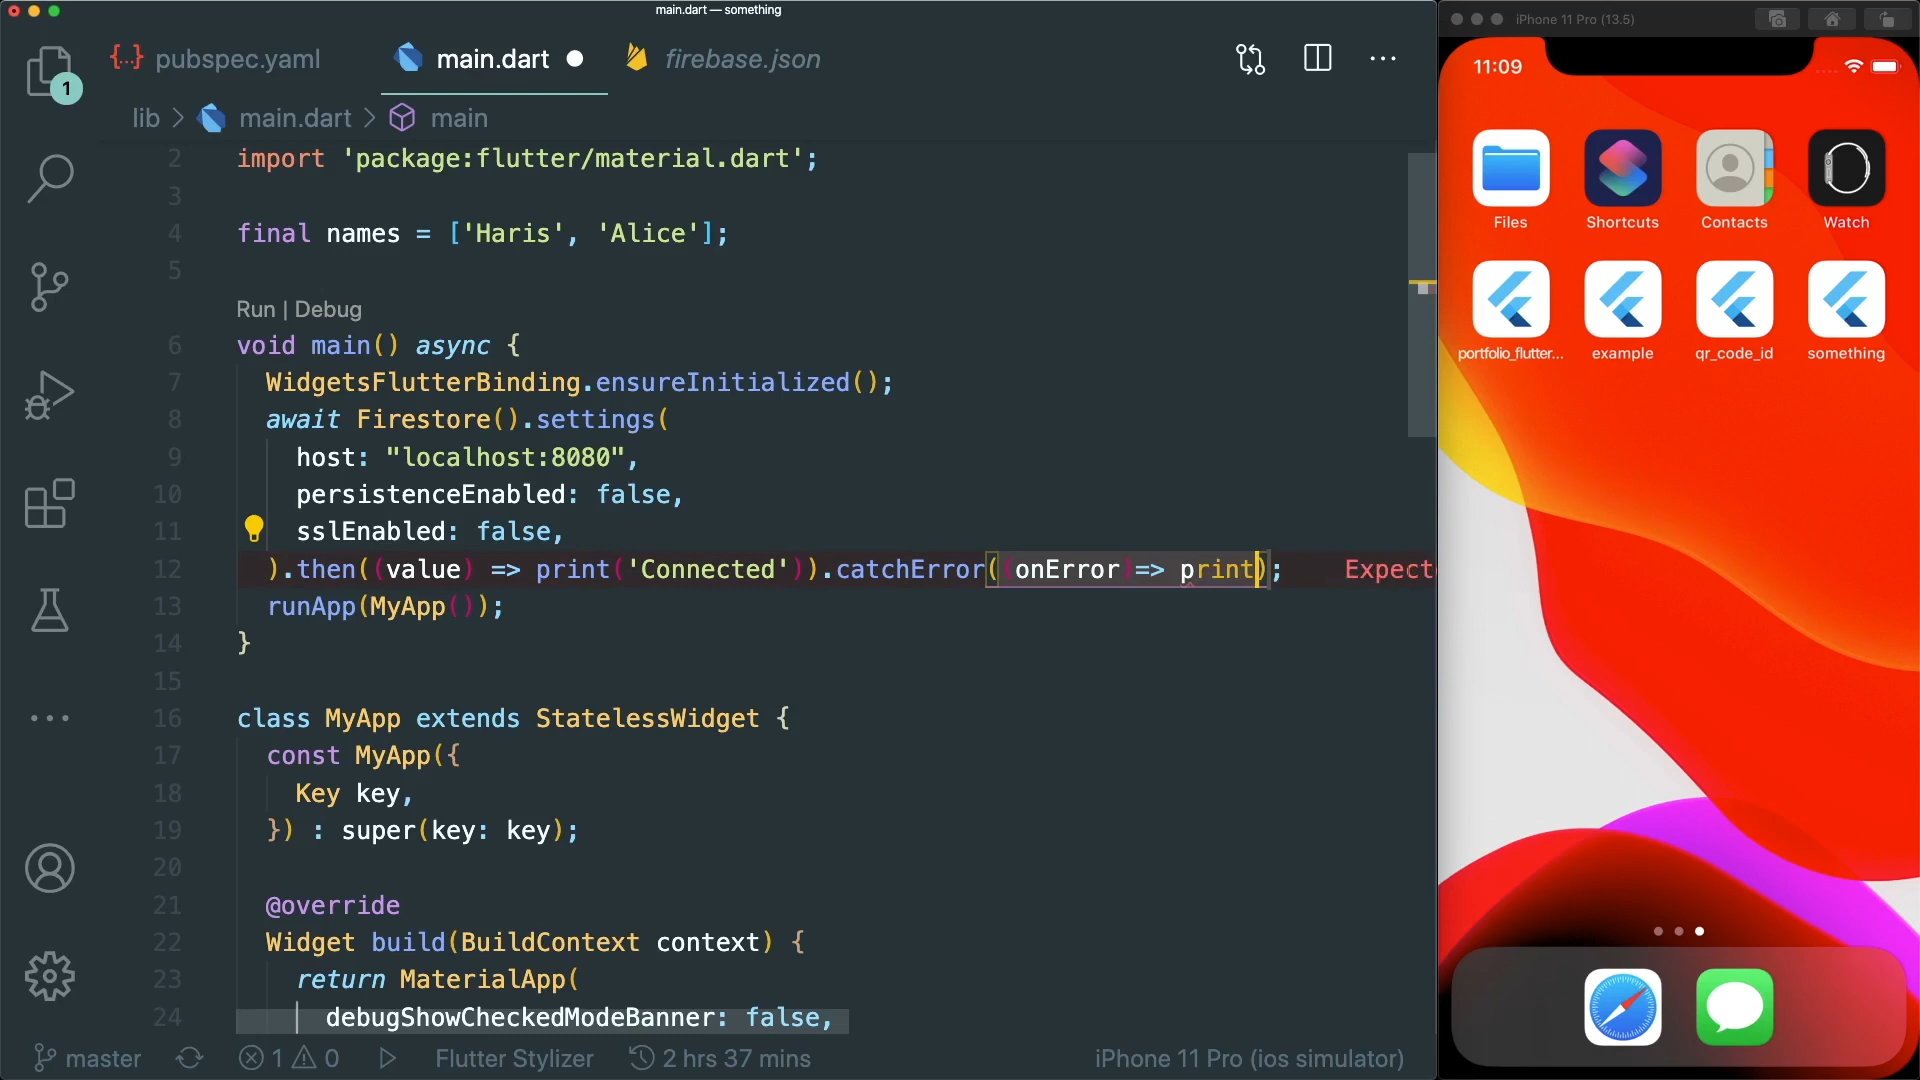 main.dart — something
pubspec.yaml
main.dart
firebase.json
1
lib > main.dart > main
2 import 'package:flutter/material.dart';
3
4 final names = ['Haris', 'Alice'];
5
Run | Debug
6 void main() async {
7 WidgetsFlutterBinding.ensureInitialized();
8 await Firestore().settings(
9 host: "localhost:8080",
10 persistenceEnabled: false,
11 sslEnabled: false,
12 ).then((value) => print('Connected')).catchError((onError)=> print); Expect
13 runApp(MyApp());
14 }
15
16 class MyApp extends StatelessWidget {
17 const MyApp({
18 Key key,
19 }) : super(key: key);
20
21 @override
22 Widget build(BuildContext context) {
23 return MaterialApp(
24 debugShowCheckedModeBanner: false,
master
1
0
Flutter Stylizer
2 hrs 37 mins
iPhone 11 Pro (ios simulator)
iPhone 11 Pro (13.5)
11:09
Files
Shortcuts
Contacts
Watch
portfolio_flutter...
example
qr_code_id
something